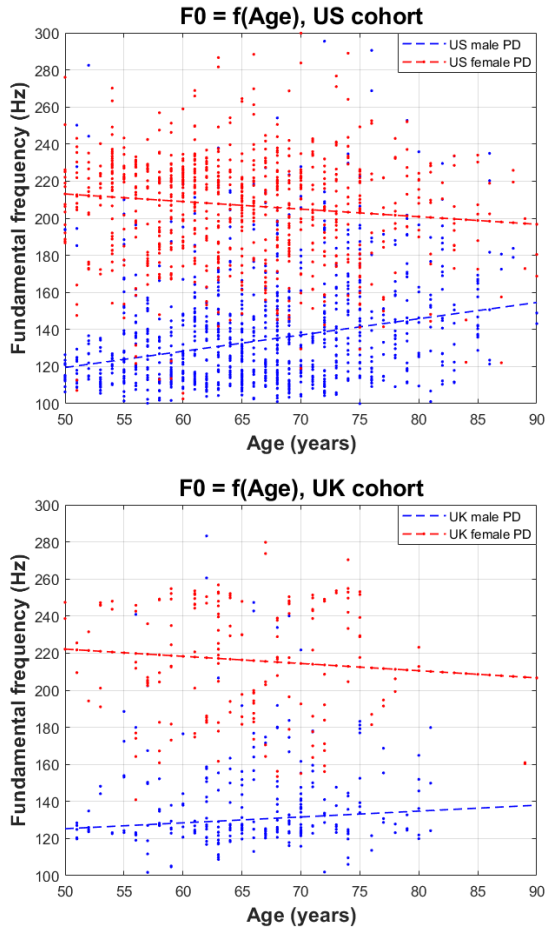 F0 = f(Age), US cohort
300
280
260
240
220
200
180
160
140
120
100
Fundamental frequency (Hz)
US male PD
US female PD
50 55 60 65 70 75 80 85 90
Age (years)
F0 = f(Age), UK cohort
300
280
260
240
220
200
180
160
140
120
100
Fundamental frequency (Hz)
UK male PD
UK female PD
50 55 60 65 70 75 80 85 90
Age (years)